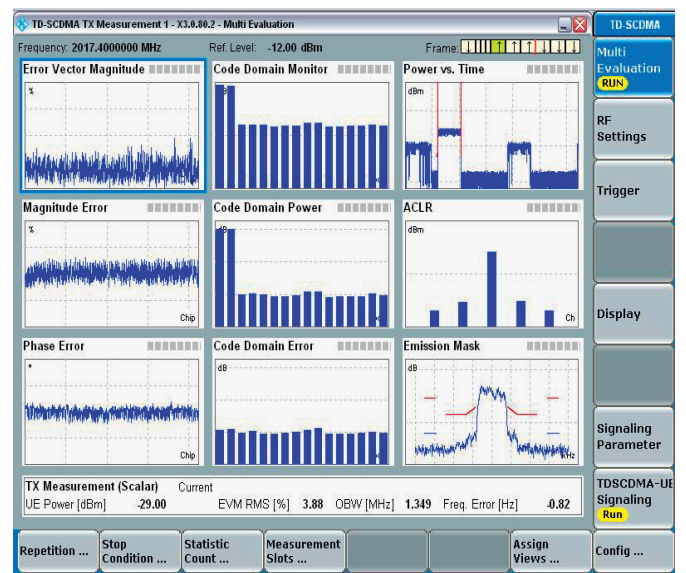 TD-SCDMA TX Measurement 1 - X3.0.80.2 - Multi Evaluation
TD-SCDMA
Frequency: 2017.4000000 MHz Ref. Level: -12.00 dBm Frame:
Multi
Evaluation
RUN
Error Vector Magnitude Code Domain Monitor Power vs. Time
% dBm
RF
Settings
Trigger
Magnitude Error Code Domain Power ACLR
% dB dBm
Chip Ch
Display
Phase Error Code Domain Error Emission Mask
° dB dB
Chip kHz
Signaling
Parameter
TX Measurement (Scalar) Current
UE Power [dBm] -29.00 EVM RMS [%] 3.88 OBW [MHz] 1.349 Freq. Error [Hz] -0.82
TDSCDMA-UE
Signaling
Run
Repetition ...
Stop
Condition ...
Statistic
Count ...
Measurement
Slots ...
Assign
Views ...
Config ...